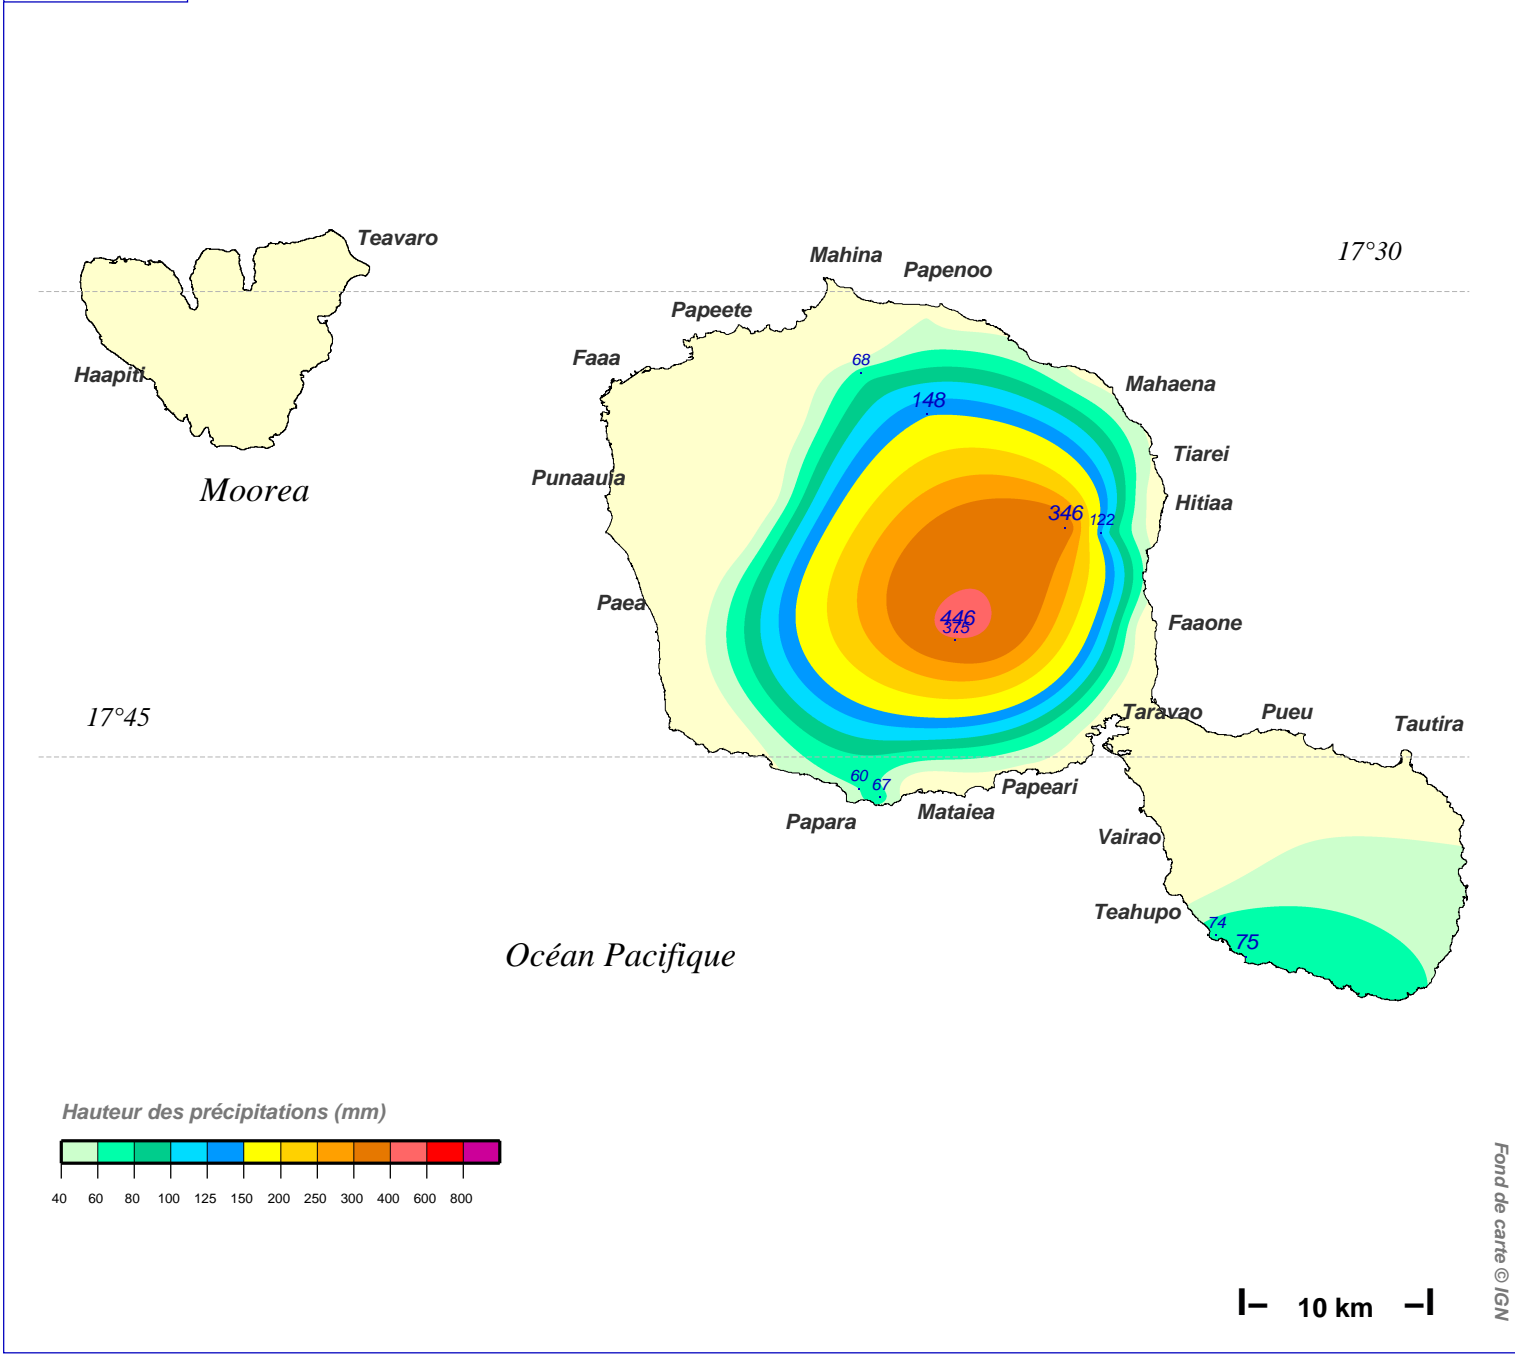 Teavaro
17°30
Mahina
Papenoo
Papeete
Faaa
68
Haapiti
Mahaena
148
Tiarei
Punaauia
Moorea
Hitiaa
346
122
Paea
446
375
Faaone
17°45
Taravao
Pueu
Tautira
60
67
Papeari
Mataiea
Papara
Vairao
Teahupo
74
75
Océan Pacifique
Hauteur des précipitations (mm)
40 60 80 100 125 150 200 250 300 400 600 800
Fond de carte © IGN
10 km